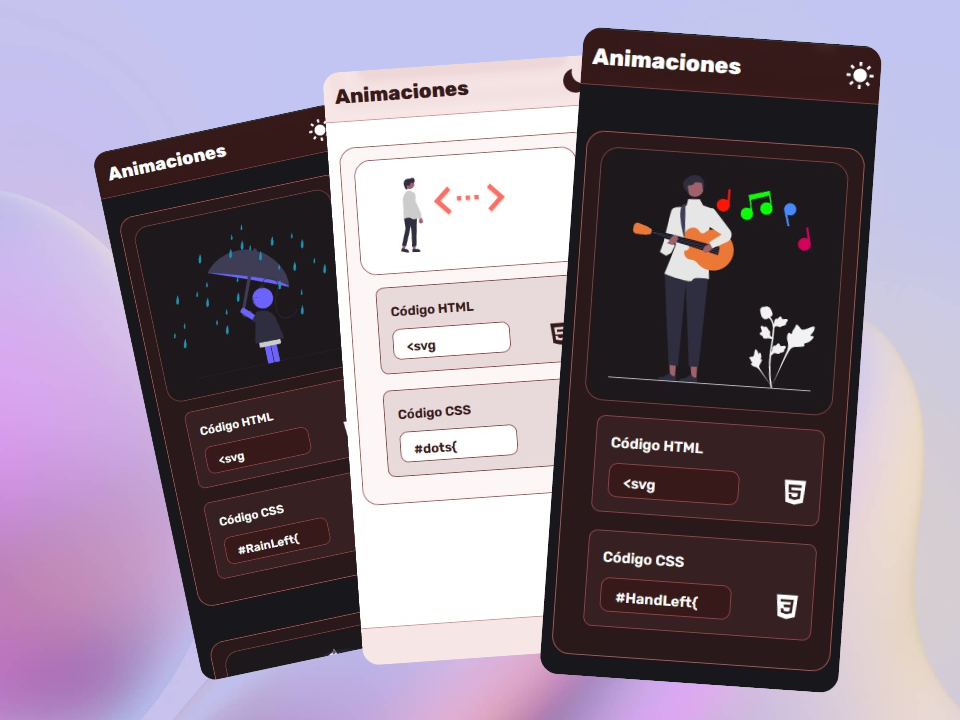 Animaciones
Código HTML
<svg
Código CSS
#RainLeft{
Animaciones
Código HTML
<svg
5
Código CSS
#dots{
Animaciones
Código HTML
<svg
5
Código CSS
#HandLeft{
3